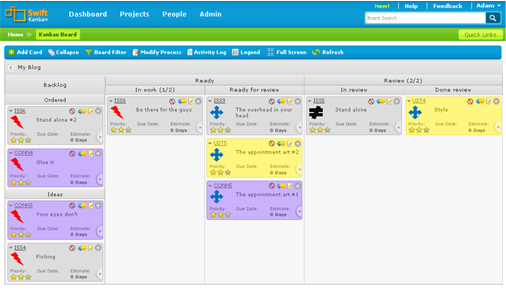 New! | Help | Feedback | Adam
Swift Kanban
Dashboard Projects People Admin
Board Search
Home » Kanban Board
Quick Links
Add Card Collapse Board Filter Modify Process Activity Log Legend Full Screen Refresh
My Blog
Backlog
Ready
Review (2/2)
In work (1/2) Ready for review In review Done review
Ordered
ISS6
Stand alone #2
Priority: Due Date: Estimate:
0 Days
CONN4
Glue it
Priority: Due Date: Estimate:
0 Days
Ideas
CONN3
Your eyes don't
Priority: Due Date: Estimate:
0 Days
ISS4
Fishing
Priority: Due Date: Estimate:
0 Days
ISS8
Be there for the guys
Priority: Due Date: Estimate:
0 Days
ISS9
The overhead in your head
Priority: Due Date: Estimate:
0 Days
UST5
The appointment art #2
Priority: Due Date: Estimate:
0 Days
CONN5
The appointment art #1
Priority: Due Date: Estimate:
0 Days
ISS5
Stand alone
Priority: Due Date: Estimate:
0 Days
UST4
Style
Priority: Due Date: Estimate:
0 Days